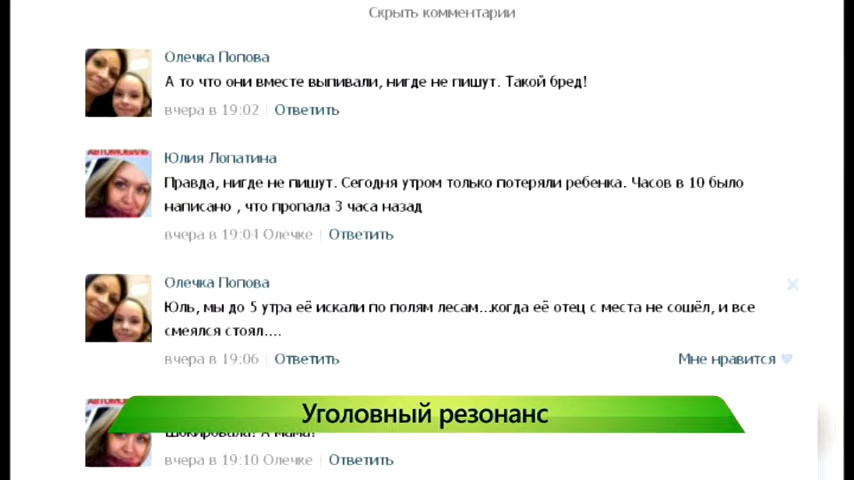 Скрыть комментарии
Олечка Попова
А то что они вместе выпивали, нигде не пишут. Такой бред!
вчера в 19:02 | Ответить
АВТОМОБИЛЬ
Юлия Лопатина
Правда, нигде не пишут. Сегодня утром только потеряли ребенка. Часов в 10 было
написано , что пропала 3 часа назад
вчера в 19:04 Олечке | Ответить
Олечка Попова
Юль, мы до 5 утра её искали по полям лесам...когда её отец с места не сошёл, и все
смеялся стоял....
вчера в 19:06 | Ответить
Мне нравится
Уголовный резонанс
Шокировала! А мама?
вчера в 19:10 Олечке | Ответить